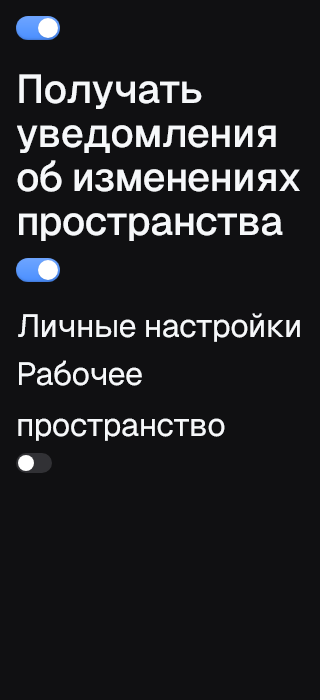 Получать
уведомления
об изменениях
пространства
Личные настройки
Рабочее
пространство